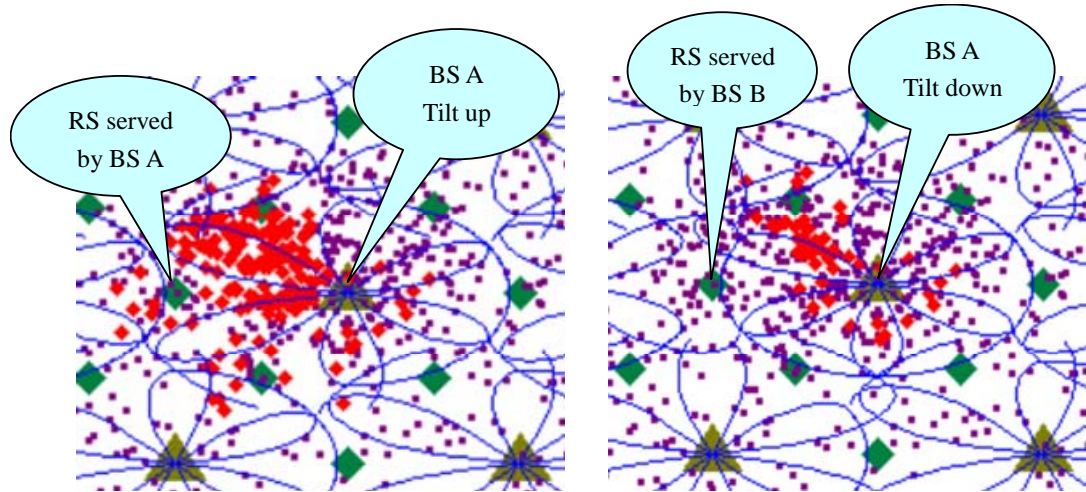 RS served
by BS A
BS A
Tilt up
RS served
by BS B
BS A
Tilt down